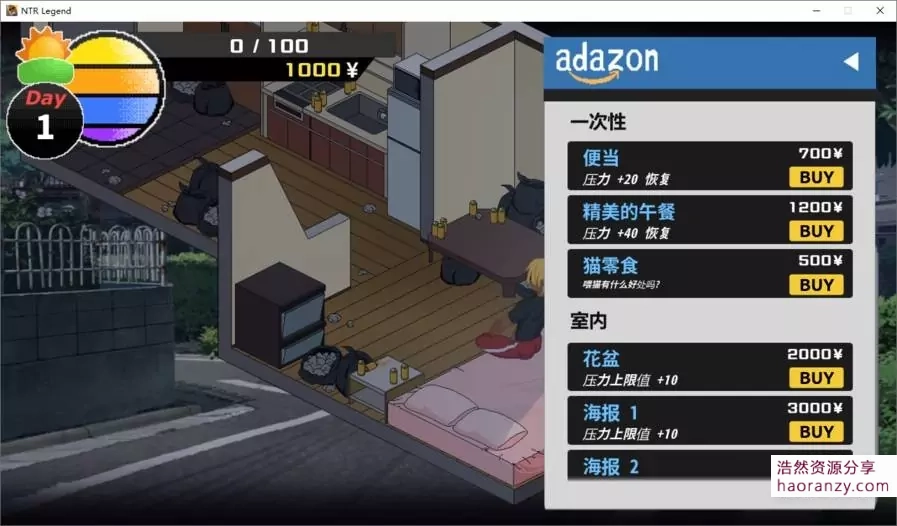 NTR Legend
0 / 100
1000 ¥
Day
1
adazon
一次性
便当
700¥
压力 +20 恢复
BUY
精美的午餐
1200¥
压力 +40 恢复
BUY
猫零食
500¥
喂猫有什么好处吗?
BUY
室内
花盆
2000¥
压力上限值 +10
BUY
海报 1
3000¥
压力上限值 +10
BUY
海报 2
浩然资源分享
haoranzy.com